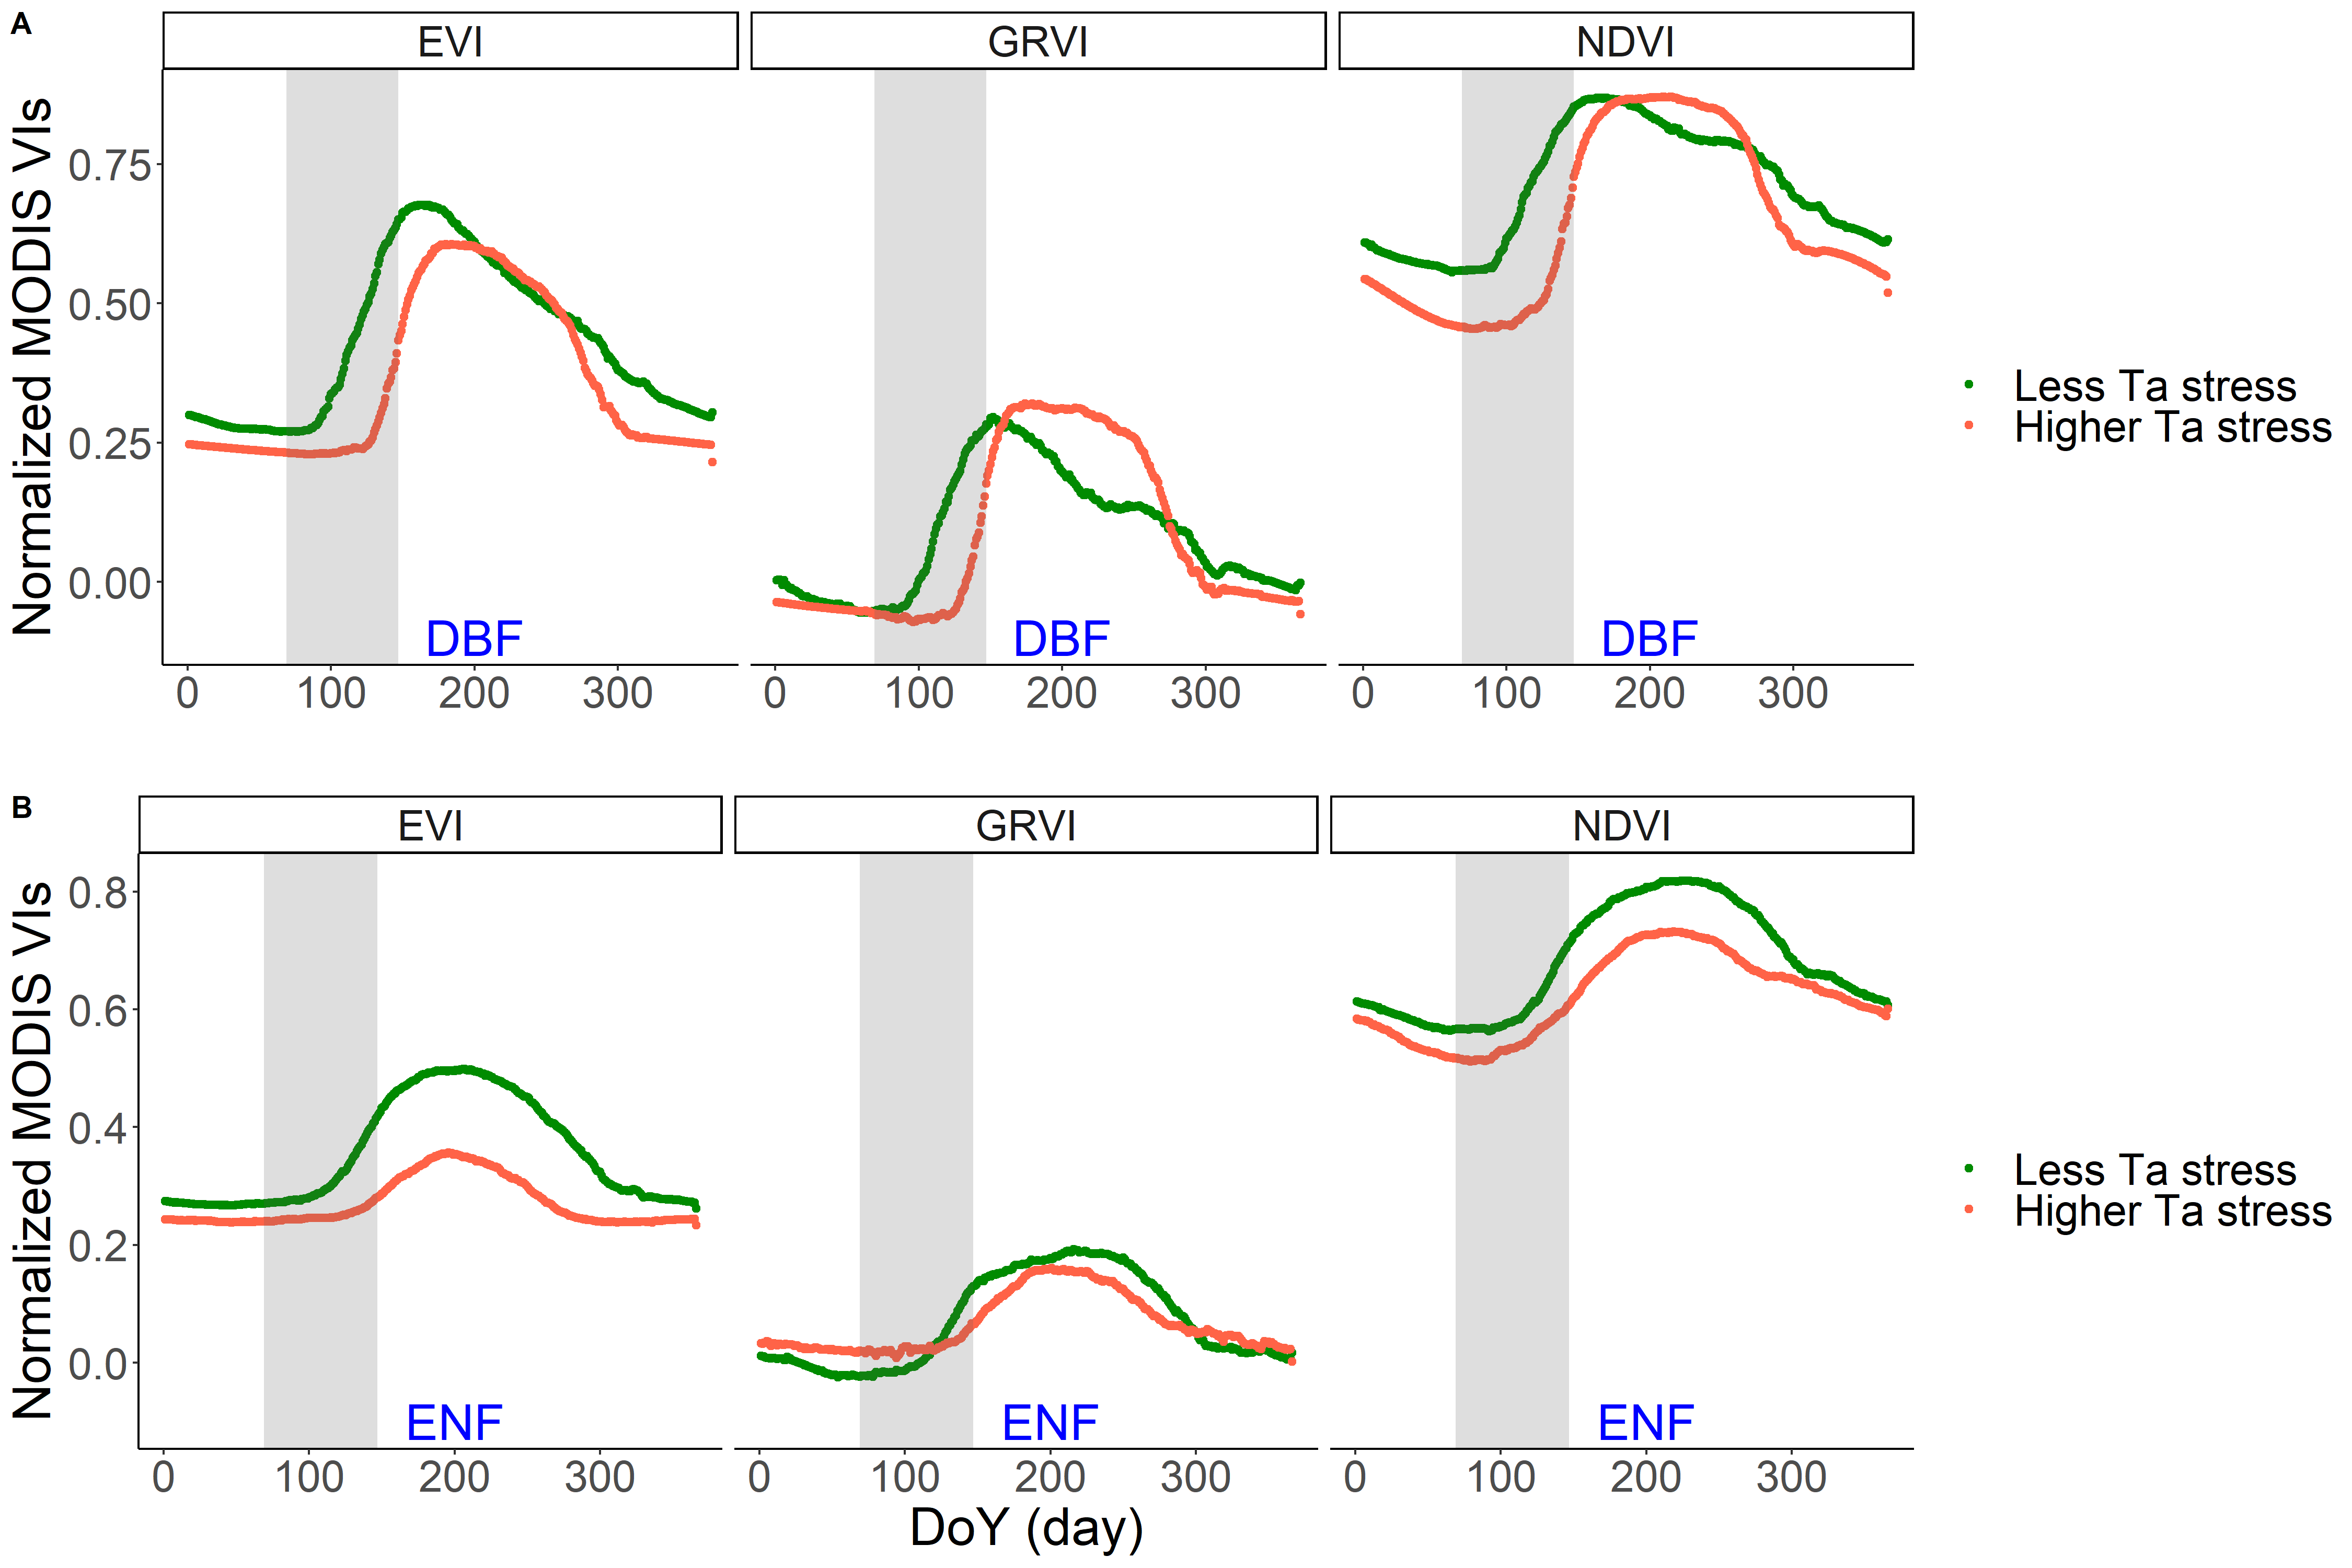 A
EVI GRVI NDVI
Normalized MODIS VIs
0.75
0.50
0.25
0.00
DBF DBF DBF
0 100 200 300 0 100 200 300 0 100 200 300
Less Ta stress
Higher Ta stress
B
EVI GRVI NDVI
Normalized MODIS VIs
0.8
0.6
0.4
0.2
0.0
ENF ENF ENF
0 100 200 300 0 100 200 300 0 100 200 300
DoY (day)
Less Ta stress
Higher Ta stress